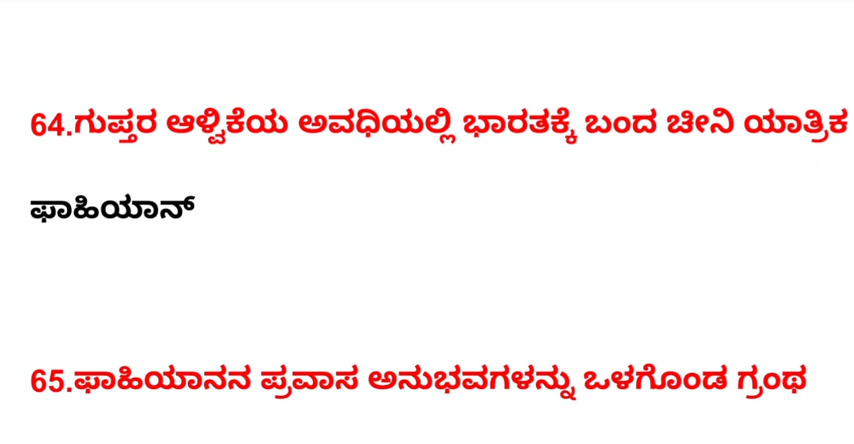 64.ಗುಪ್ತರ ಆಳ್ವಿಕೆಯ ಅವಧಿಯಲ್ಲಿ ಭಾರತಕ್ಕೆ ಬಂದ ಚೀನಿ ಯಾತ್ರಿಕ
ಫಾಹಿಯಾನ್
65.ಫಾಹಿಯಾನನ ಪ್ರವಾಸ ಅನುಭವಗಳನ್ನು ಒಳಗೊಂಡ ಗ್ರಂಥ